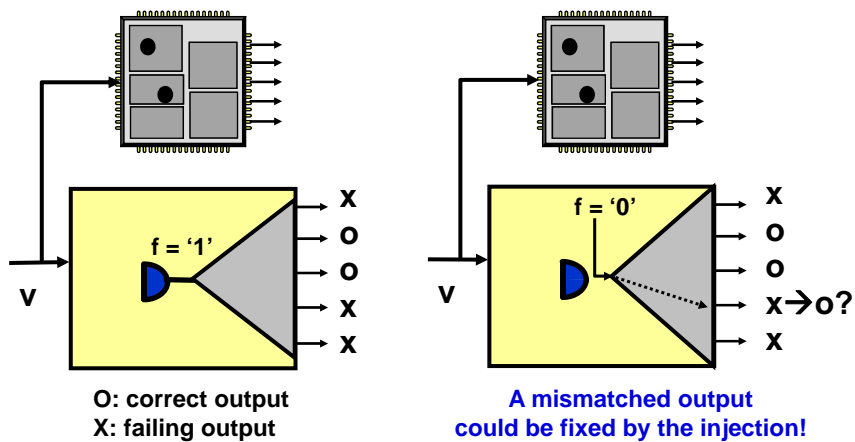 f = ‘1’
V
X
O
O
X
X
O: correct output
X: failing output
f = ‘0’
V
X
O
O
X→o?
X
A mismatched output
could be fixed by the injection!